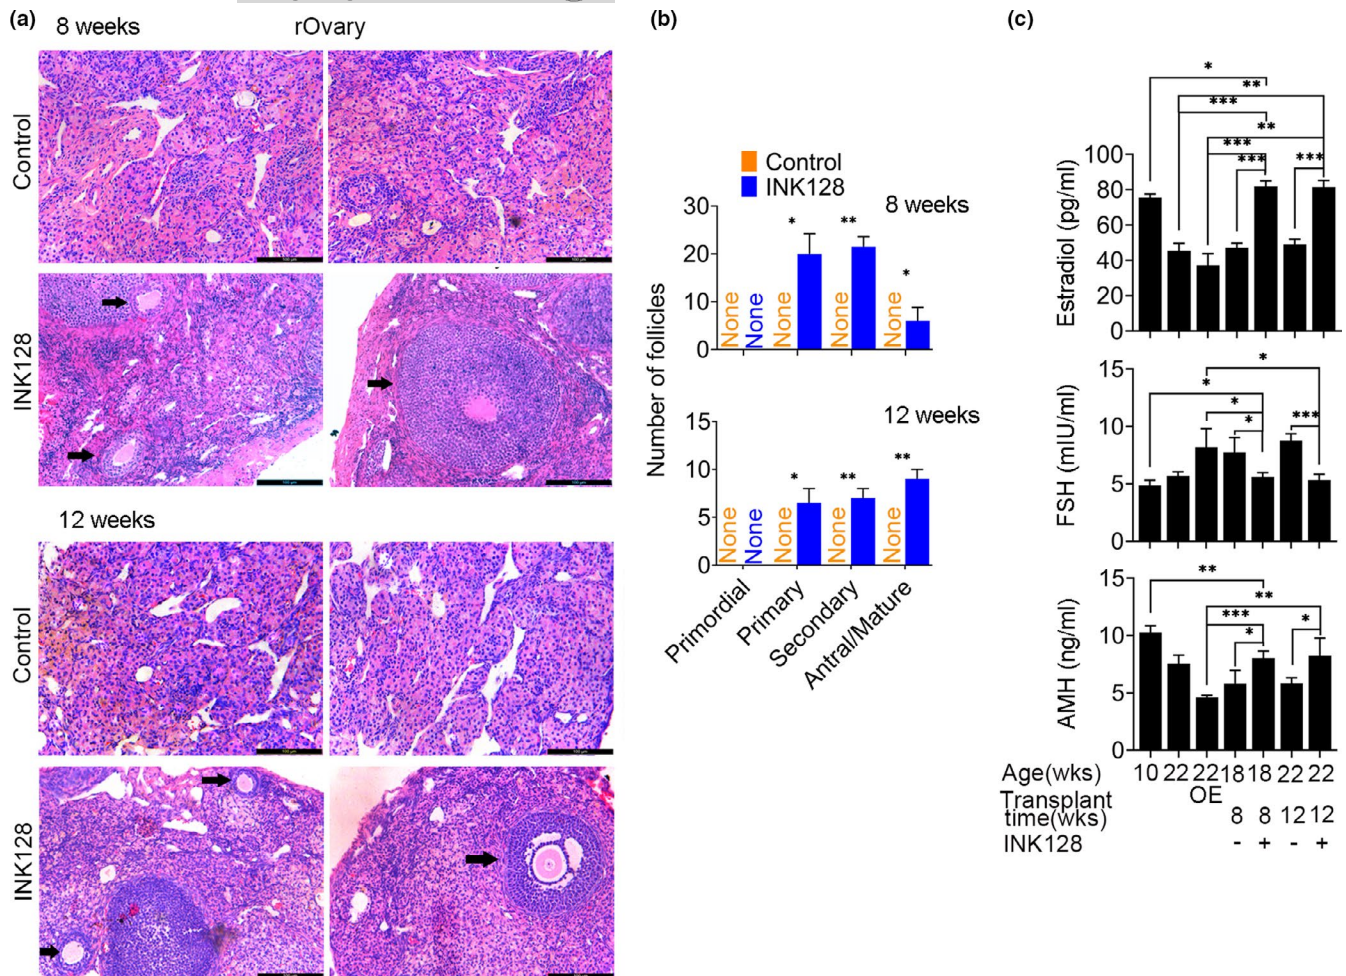 (a)
8 weeks
rOvary
Control
INK128
12 weeks
Control
INK128
(b)
Control
INK128
Number of follicles
8 weeks
30
20
10
0
None
None
None
None
None
*
**
*
12 weeks
15
10
5
0
None
None
None
None
None
*
**
**
Primordial
Primary
Secondary
Antral/Mature
(c)
Estradiol (pg/ml)
100
80
60
40
20
0
*
**
***
**
***
***
***
FSH (mIU/ml)
15
10
5
0
*
*
*
*
***
AMH (ng/ml)
15
10
5
0
**
**
***
*
*
Age(wks) 10 22 22 18 18 22 22
OE
Transplant
time(wks) 8 8 12 12
INK128 - + - +